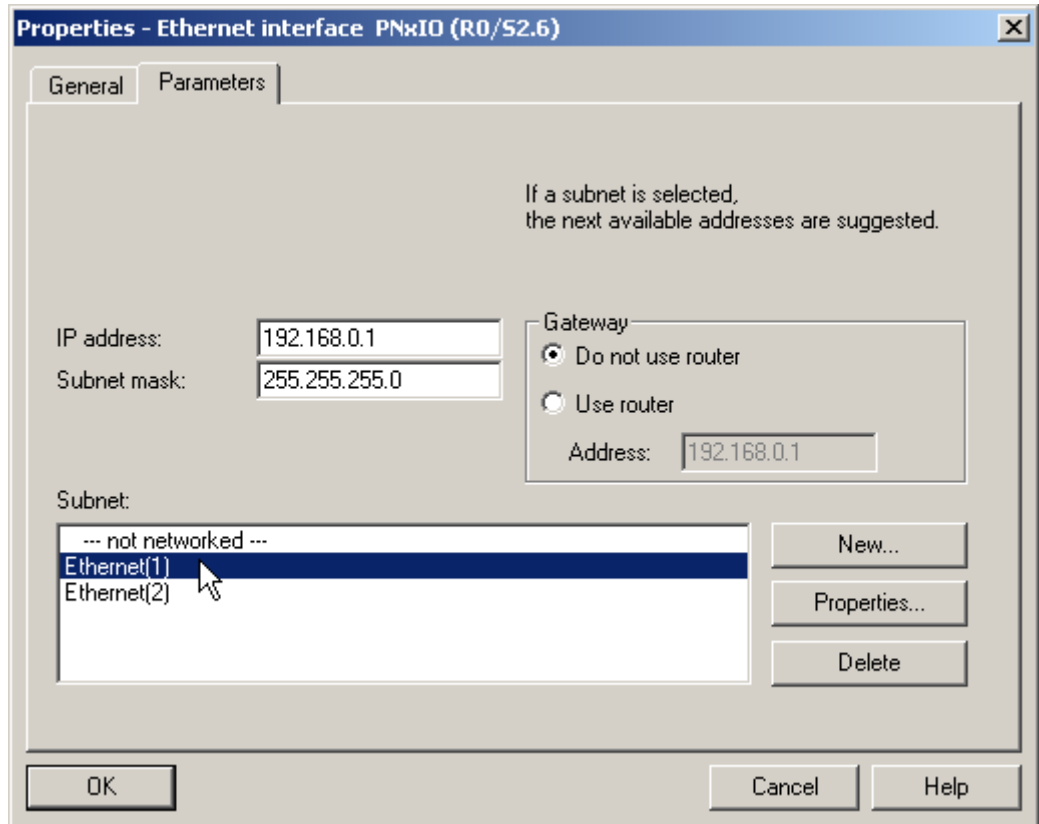 Properties - Ethernet interface PNxIO (R0/S2.6)
General Parameters
If a subnet is selected,
the next available addresses are suggested.
IP address: 192.168.0.1
Subnet mask: 255.255.255.0
Gateway
Do not use router
Use router
Address: 192.168.0.1
Subnet:
--- not networked ---
Ethernet(1)
Ethernet(2)
New...
Properties...
Delete
OK Cancel Help